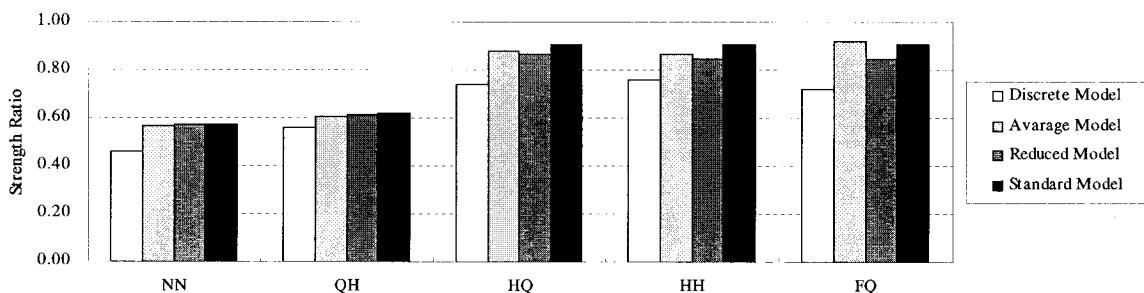 1.00
0.80
0.60
0.40
0.20
0.00
Strength Ratio
NN
QH
HQ
HH
FQ
Discrete Model
Avarage Model
Reduced Model
Standard Model